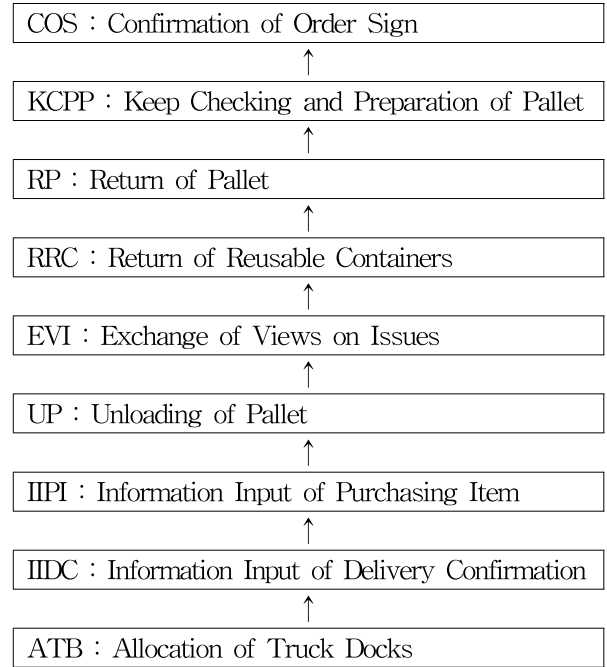 COS : Confirmation of Order Sign
KCPP : Keep Checking and Preparation of Pallet
RP : Return of Pallet
RRC : Return of Reusable Containers
EVI : Exchange of Views on Issues
UP : Unloading of Pallet
IIPI : Information Input of Purchasing Item
IIDC : Information Input of Delivery Confirmation
ATB : Allocation of Truck Docks